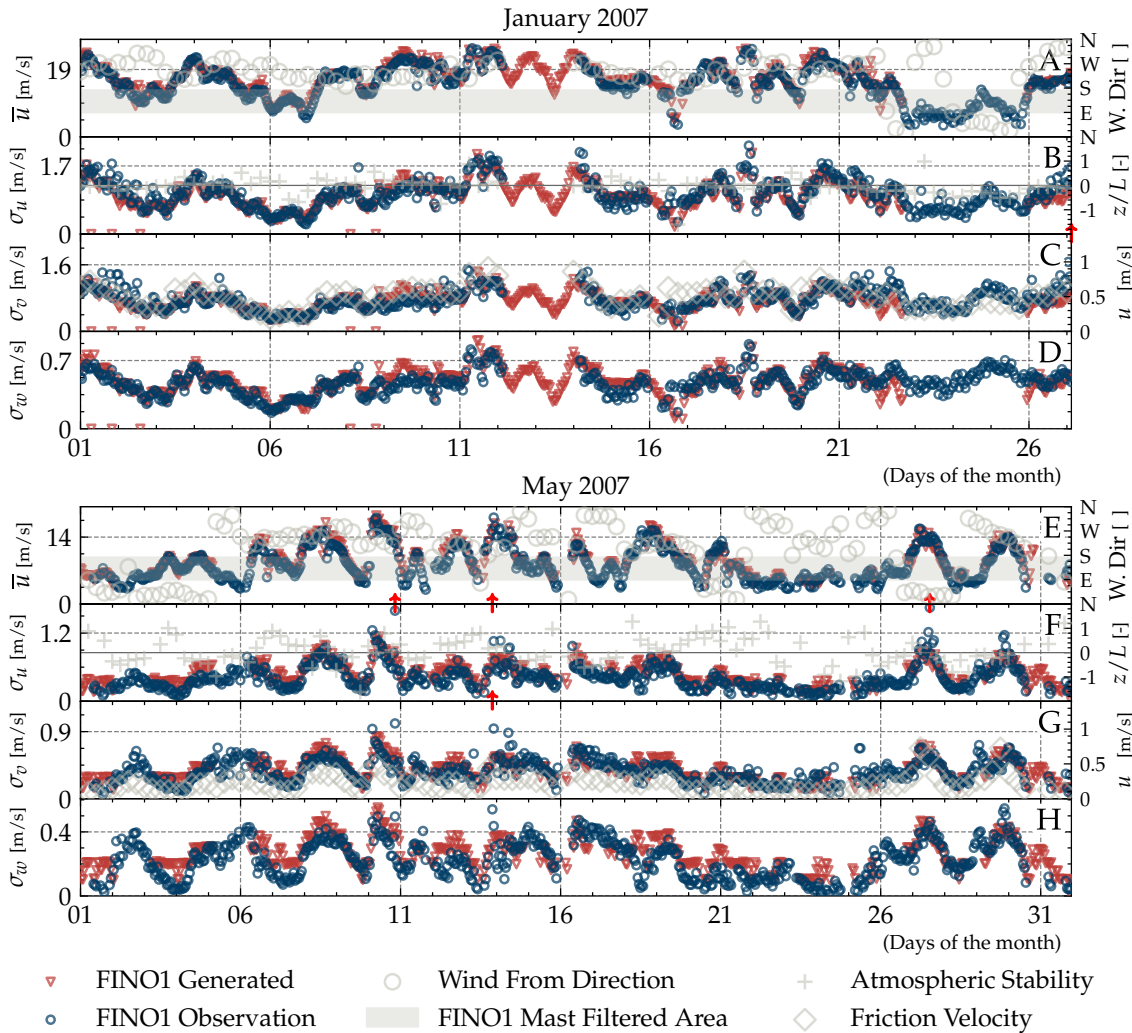 January 2007
u̅ [m/s]
19
0
A
N
W
S
E
N
W. Dir [ ]
σu [m/s]
1.7
0
B
1
0
-1
z/L [-]
σv [m/s]
1.6
0
C
1
0.5
0
u [m/s]
σw [m/s]
0.7
0
D
01 06 11 16 21 26
(Days of the month)
May 2007
u̅ [m/s]
14
0
E
N
W
S
E
N
W. Dir [ ]
σu [m/s]
1.2
0
F
1
0
-1
z/L [-]
σv [m/s]
0.9
0
G
1
0.5
0
u [m/s]
σw [m/s]
0.4
0
H
01 06 11 16 21 26 31
(Days of the month)
FINO1 Generated Wind From Direction Atmospheric Stability
FINO1 Observation FINO1 Mast Filtered Area Friction Velocity